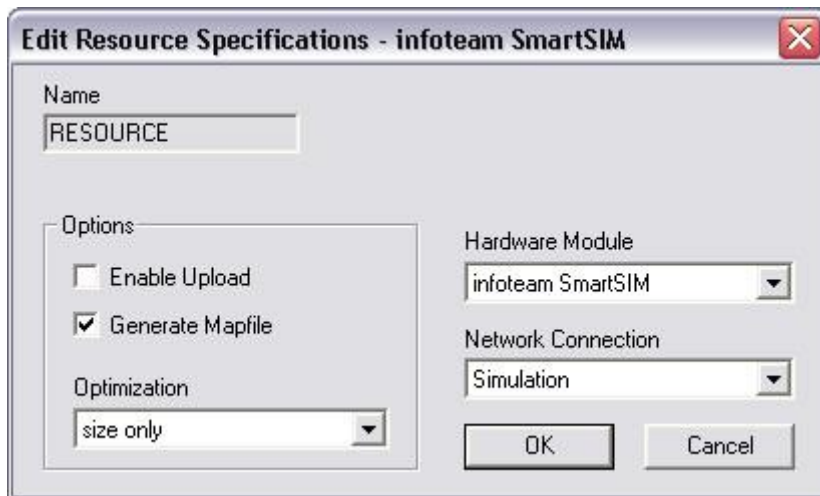 Edit Resource Specifications - infoteam SmartSIM
Name
RESOURCE
Options
Enable Upload
Generate Mapfile
Optimization
size only
Hardware Module
infoteam SmartSIM
Network Connection
Simulation
OK
Cancel